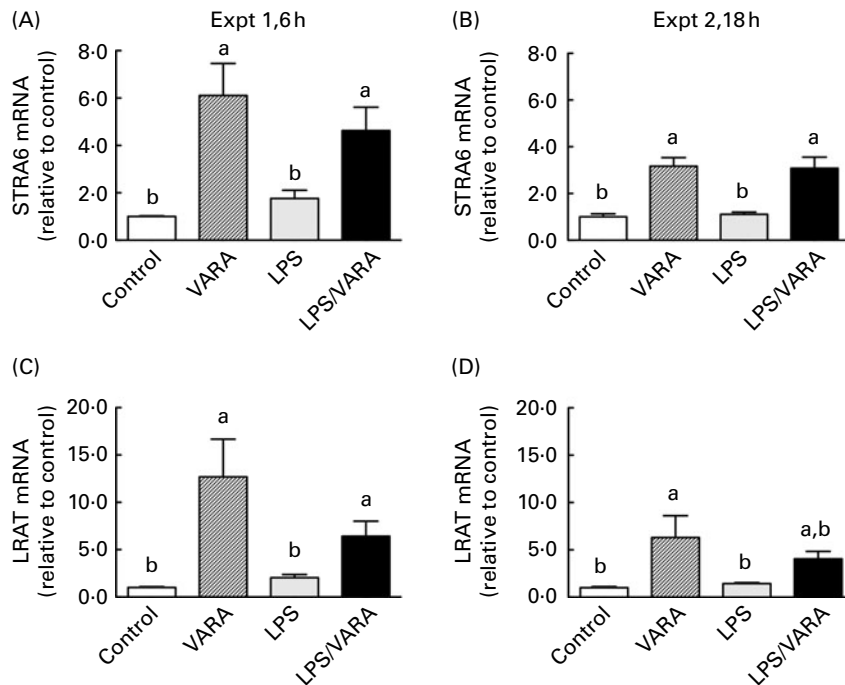 (A)
Expt 1,6 h
STRA6 mRNA
(relative to control)
8·0
6·0
4·0
2·0
0·0
b
a
b
a
Control
VARA
LPS
LPS/VARA
(B)
Expt 2,18 h
STRA6 mRNA
(relative to control)
8·0
6·0
4·0
2·0
0·0
b
a
b
a
Control
VARA
LPS
LPS/VARA
(C)
LRAT mRNA
(relative to control)
20·0
15·0
10·0
5·0
0·0
b
a
b
a
Control
VARA
LPS
LPS/VARA
(D)
LRAT mRNA
(relative to control)
20·0
15·0
10·0
5·0
0·0
b
a
b
a,b
Control
VARA
LPS
LPS/VARA